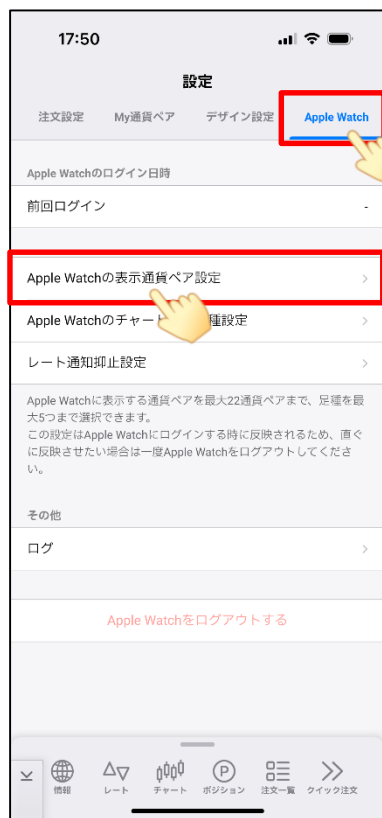 17:50
設定
注文設定 My通貨ペア デザイン設定 Apple Watch
Apple Watchのログイン日時
前回ログイン -
Apple Watchの表示通貨ペア設定
Apple Watchのチャー 種設定
レート通知抑止設定
Apple Watchに表示する通貨ペアを最大22通貨ペアまで、足種を最
大5つまで選択できます。
この設定はApple Watchにログインする時に反映されるため、直ぐ
に反映させたい場合は一度Apple Watchをログアウトしてくださ
い。
その他
ログ
Apple Watchをログアウトする
情報 レート チャート ポジション 注文一覧 クイック注文